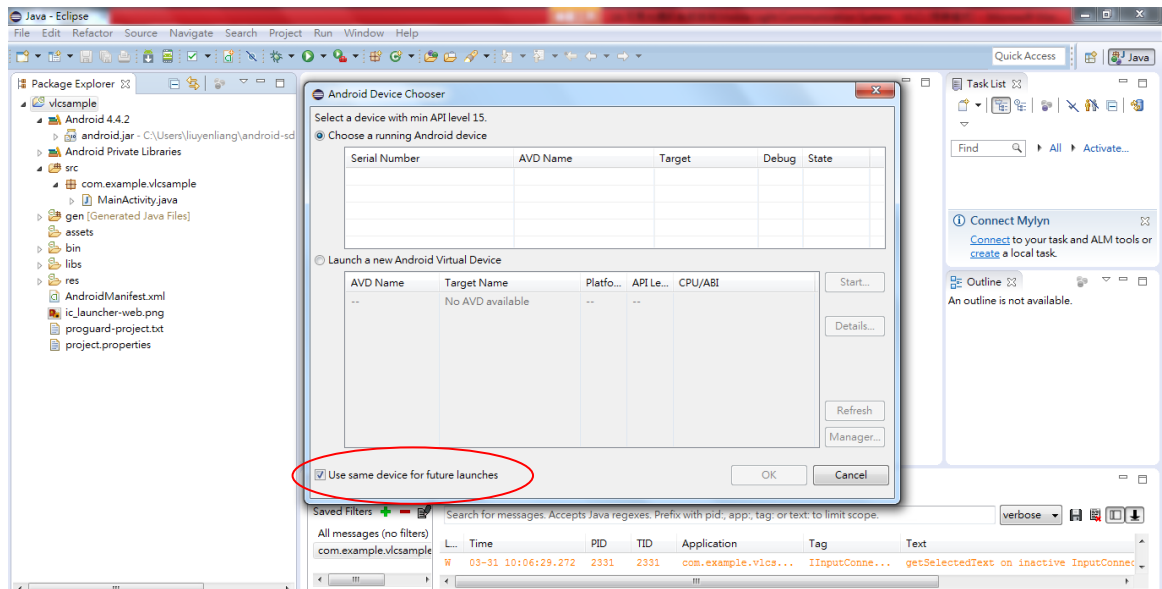 Java - Eclipse
File Edit Refactor Source Navigate Search Project Run Window Help
Quick Access
Java
Package Explorer
vlcsample
Android 4.4.2
android.jar - C:\Users\liuyenliang\android-sd
Android Private Libraries
src
com.example.vlcsample
MainActivity.java
gen [Generated Java Files]
assets
bin
libs
res
AndroidManifest.xml
ic_launcher-web.png
proguard-project.txt
project.properties
Android Device Chooser
Select a device with min API level 15.
Choose a running Android device
Serial Number AVD Name Target Debug State
Launch a new Android Virtual Device
AVD Name Target Name Platfo... API Le... CPU/ABI
-- No AVD available -- --
Start...
Details...
Refresh
Manager...
Use same device for future launches
OK Cancel
Task List
Find All Activate...
Connect Mylyn
Connect to your task and ALM tools or
create a local task.
Outline
An outline is not available.
Saved Filters
All messages (no filters)
com.example.vlcsample
Search for messages. Accepts Java regexes. Prefix with pid:, app:, tag: or text: to limit scope.
verbose
L... Time PID TID Application Tag Text
W 03-31 10:06:29.272 2331 2331 com.example.vlcs... IInputConne... getSelectedText on inactive InputConnec